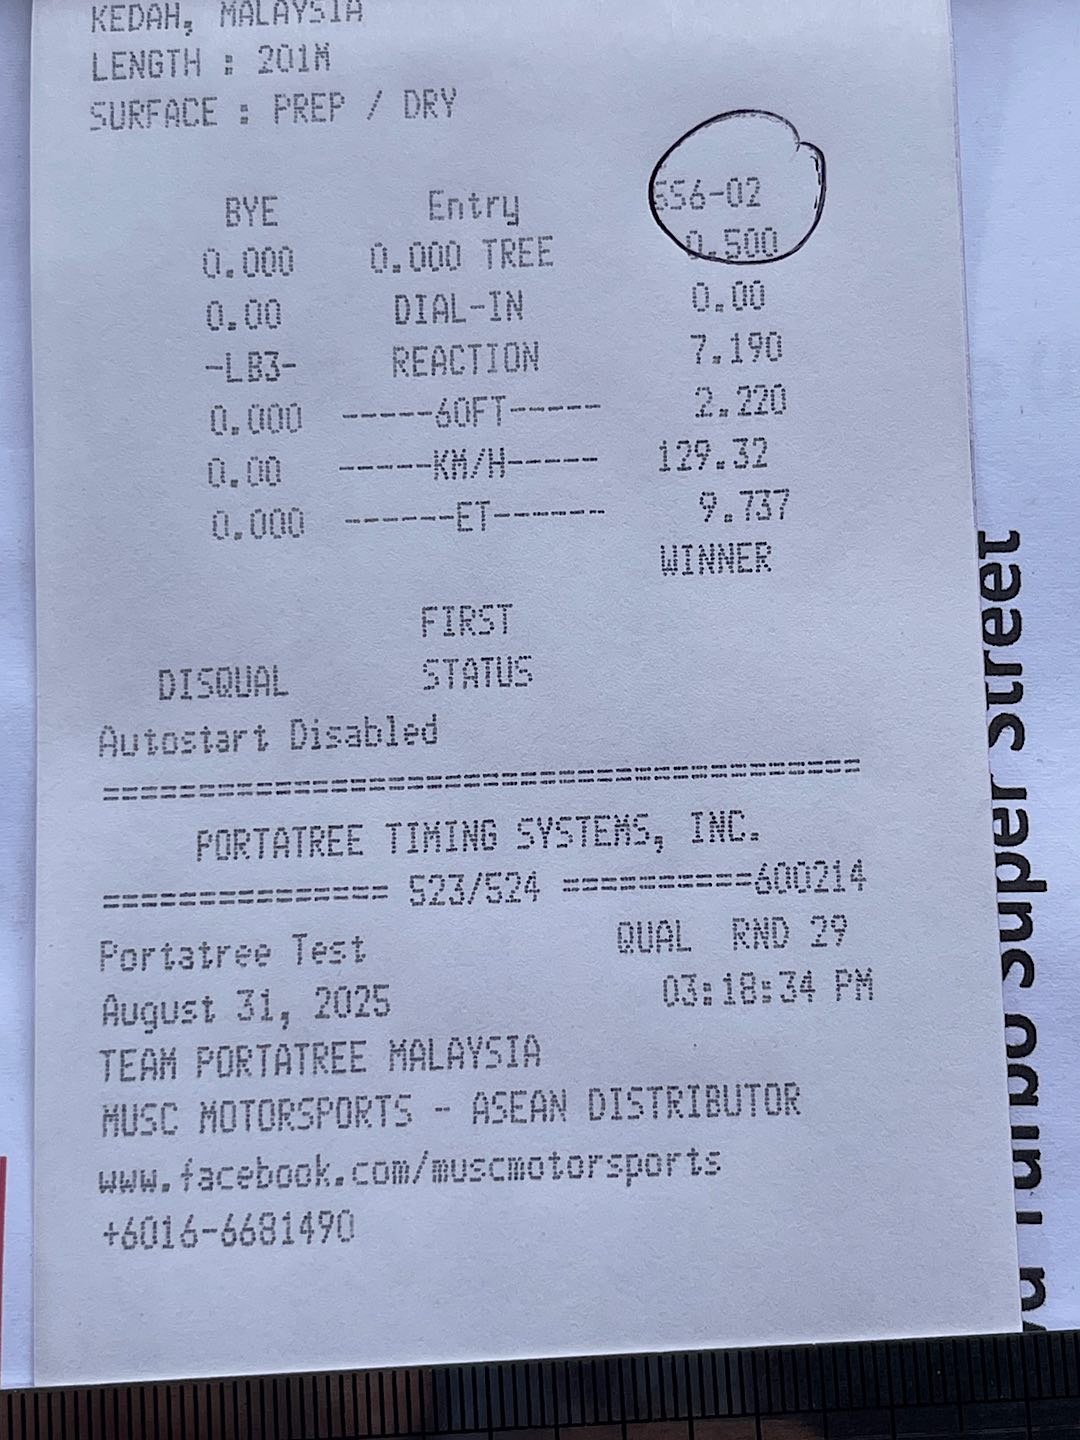 KEDAH, MALAYSIA
LENGTH : 201M
SURFACE : PREP / DRY
BYE Entry SS6-02
0.000 0.000 TREE 0.500
0.00 DIAL-IN 0.00
-LB3- REACTION 7.190
0.000 -----60FT----- 2.220
0.00 -----KM/H----- 129.32
0.000 ------ET------ 9.737
WINNER
FIRST
DISQUAL STATUS
Autostart Disabled
================================================
PORTATREE TIMING SYSTEMS, INC.
=============== 523/524 ==========600214
Portatree Test QUAL RND 29
August 31, 2025 03:18:34 PM
TEAM PORTATREE MALAYSIA
MUSC MOTORSPORTS - ASEAN DISTRIBUTOR
www.facebook.com/muscmotorsports
+6016-6681490
super street